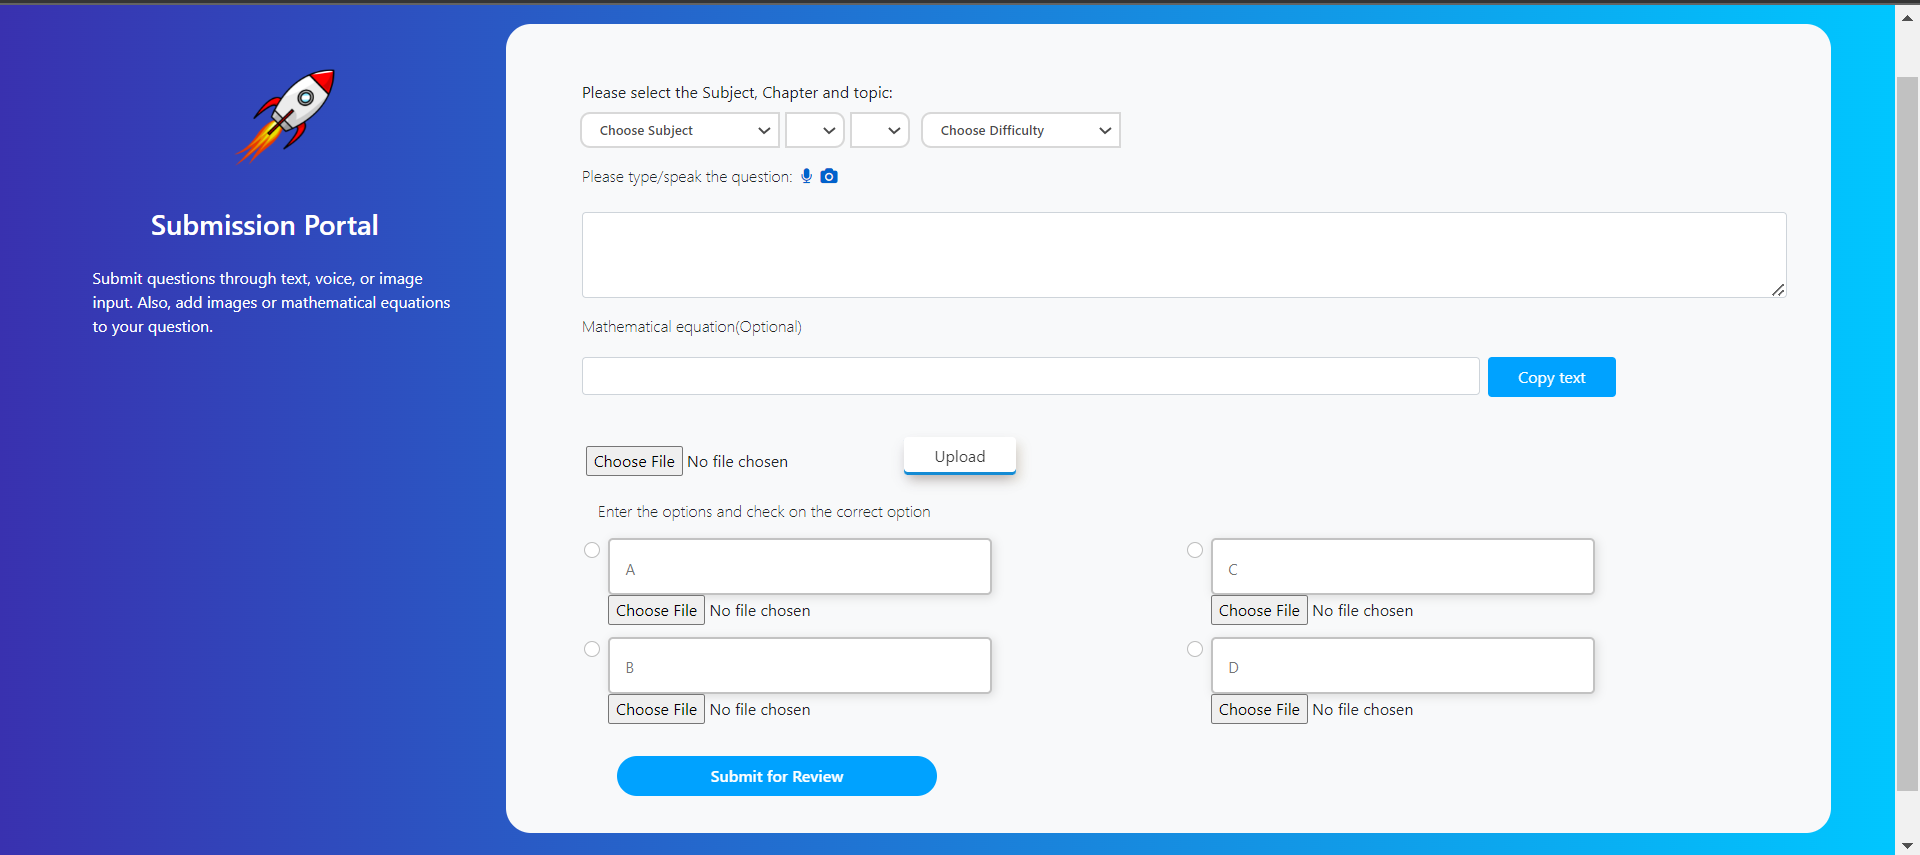 Submission Portal
Submit questions through text, voice, or image
input. Also, add images or mathematical equations
to your question.
Please select the Subject, Chapter and topic:
Choose Subject
Choose Difficulty
Please type/speak the question:
Mathematical equation(Optional)
Copy text
Choose File No file chosen
Upload
Enter the options and check on the correct option
A
Choose File No file chosen
C
Choose File No file chosen
B
Choose File No file chosen
D
Choose File No file chosen
Submit for Review